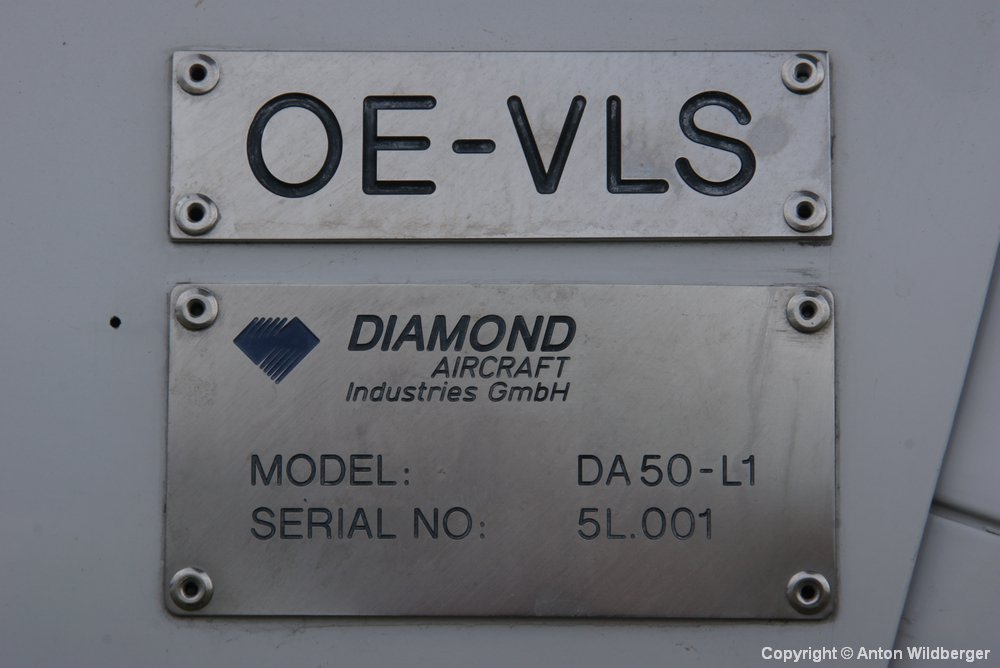 OE-VLS
DIAMOND
AIRCRAFT
Industries GmbH
MODEL: DA50-L1
SERIAL NO: 5L.001
Copyright © Anton Wildberger